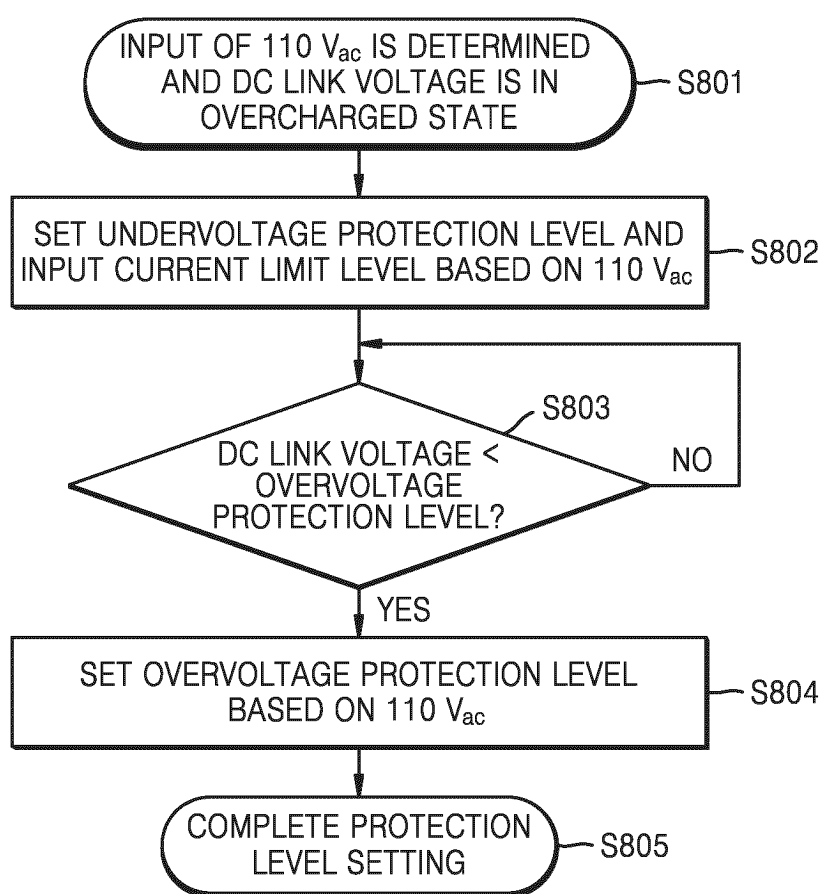 INPUT OF 110 Vac IS DETERMINED
AND DC LINK VOLTAGE IS IN
OVERCHARGED STATE
S801
SET UNDERVOLTAGE PROTECTION LEVEL AND
INPUT CURRENT LIMIT LEVEL BASED ON 110 Vac
S802
S803
DC LINK VOLTAGE <
OVERVOLTAGE
PROTECTION LEVEL?
NO
YES
SET OVERVOLTAGE PROTECTION LEVEL
BASED ON 110 Vac
S804
COMPLETE PROTECTION
LEVEL SETTING
S805